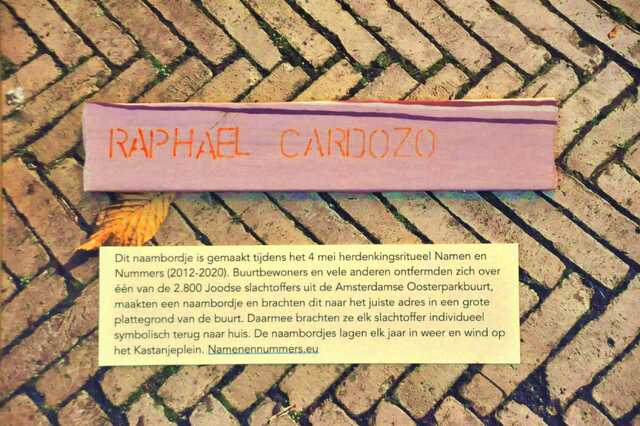 RAPHAEL CARDOZO
Dit naambordje is gemaakt tijdens het 4 mei herdenkingsritueel Namen en
Nummers (2012-2020). Buurtbewoners en vele anderen ontfermden zich over
één van de 2.800 Joodse slachtoffers uit de Amsterdamse Oosterparkbuurt,
maakten een naambordje en brachten dit naar het juiste adres in een grote
plattegrond van de buurt. Daarmee brachten ze elk slachtoffer individueel
symbolisch terug naar huis. De naambordjes lagen elk jaar in weer en wind op
het Kastanjeplein. Namenennummers.eu